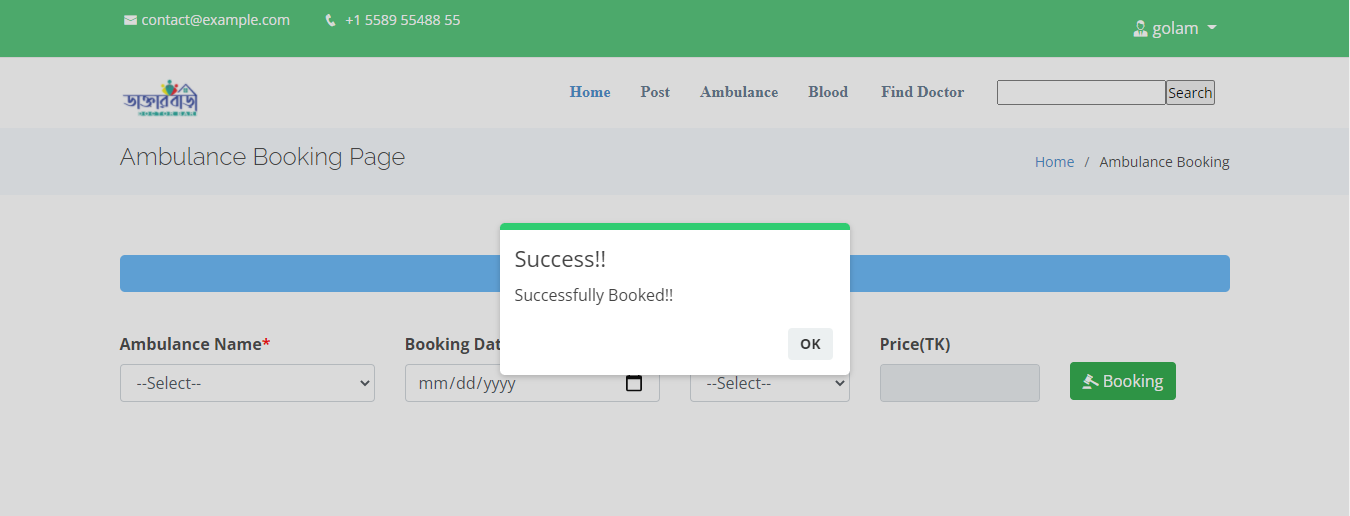 contact@example.com +1 5589 55488 55 golam
ডাক্তারবাড়ী
DOCTOR BARI
Home Post Ambulance Blood Find Doctor Search
Ambulance Booking Page
Home / Ambulance Booking
Success!!
Successfully Booked!!
OK
Ambulance Name* Booking Dat Price(TK)
--Select-- mm/dd/yyyy --Select-- Booking